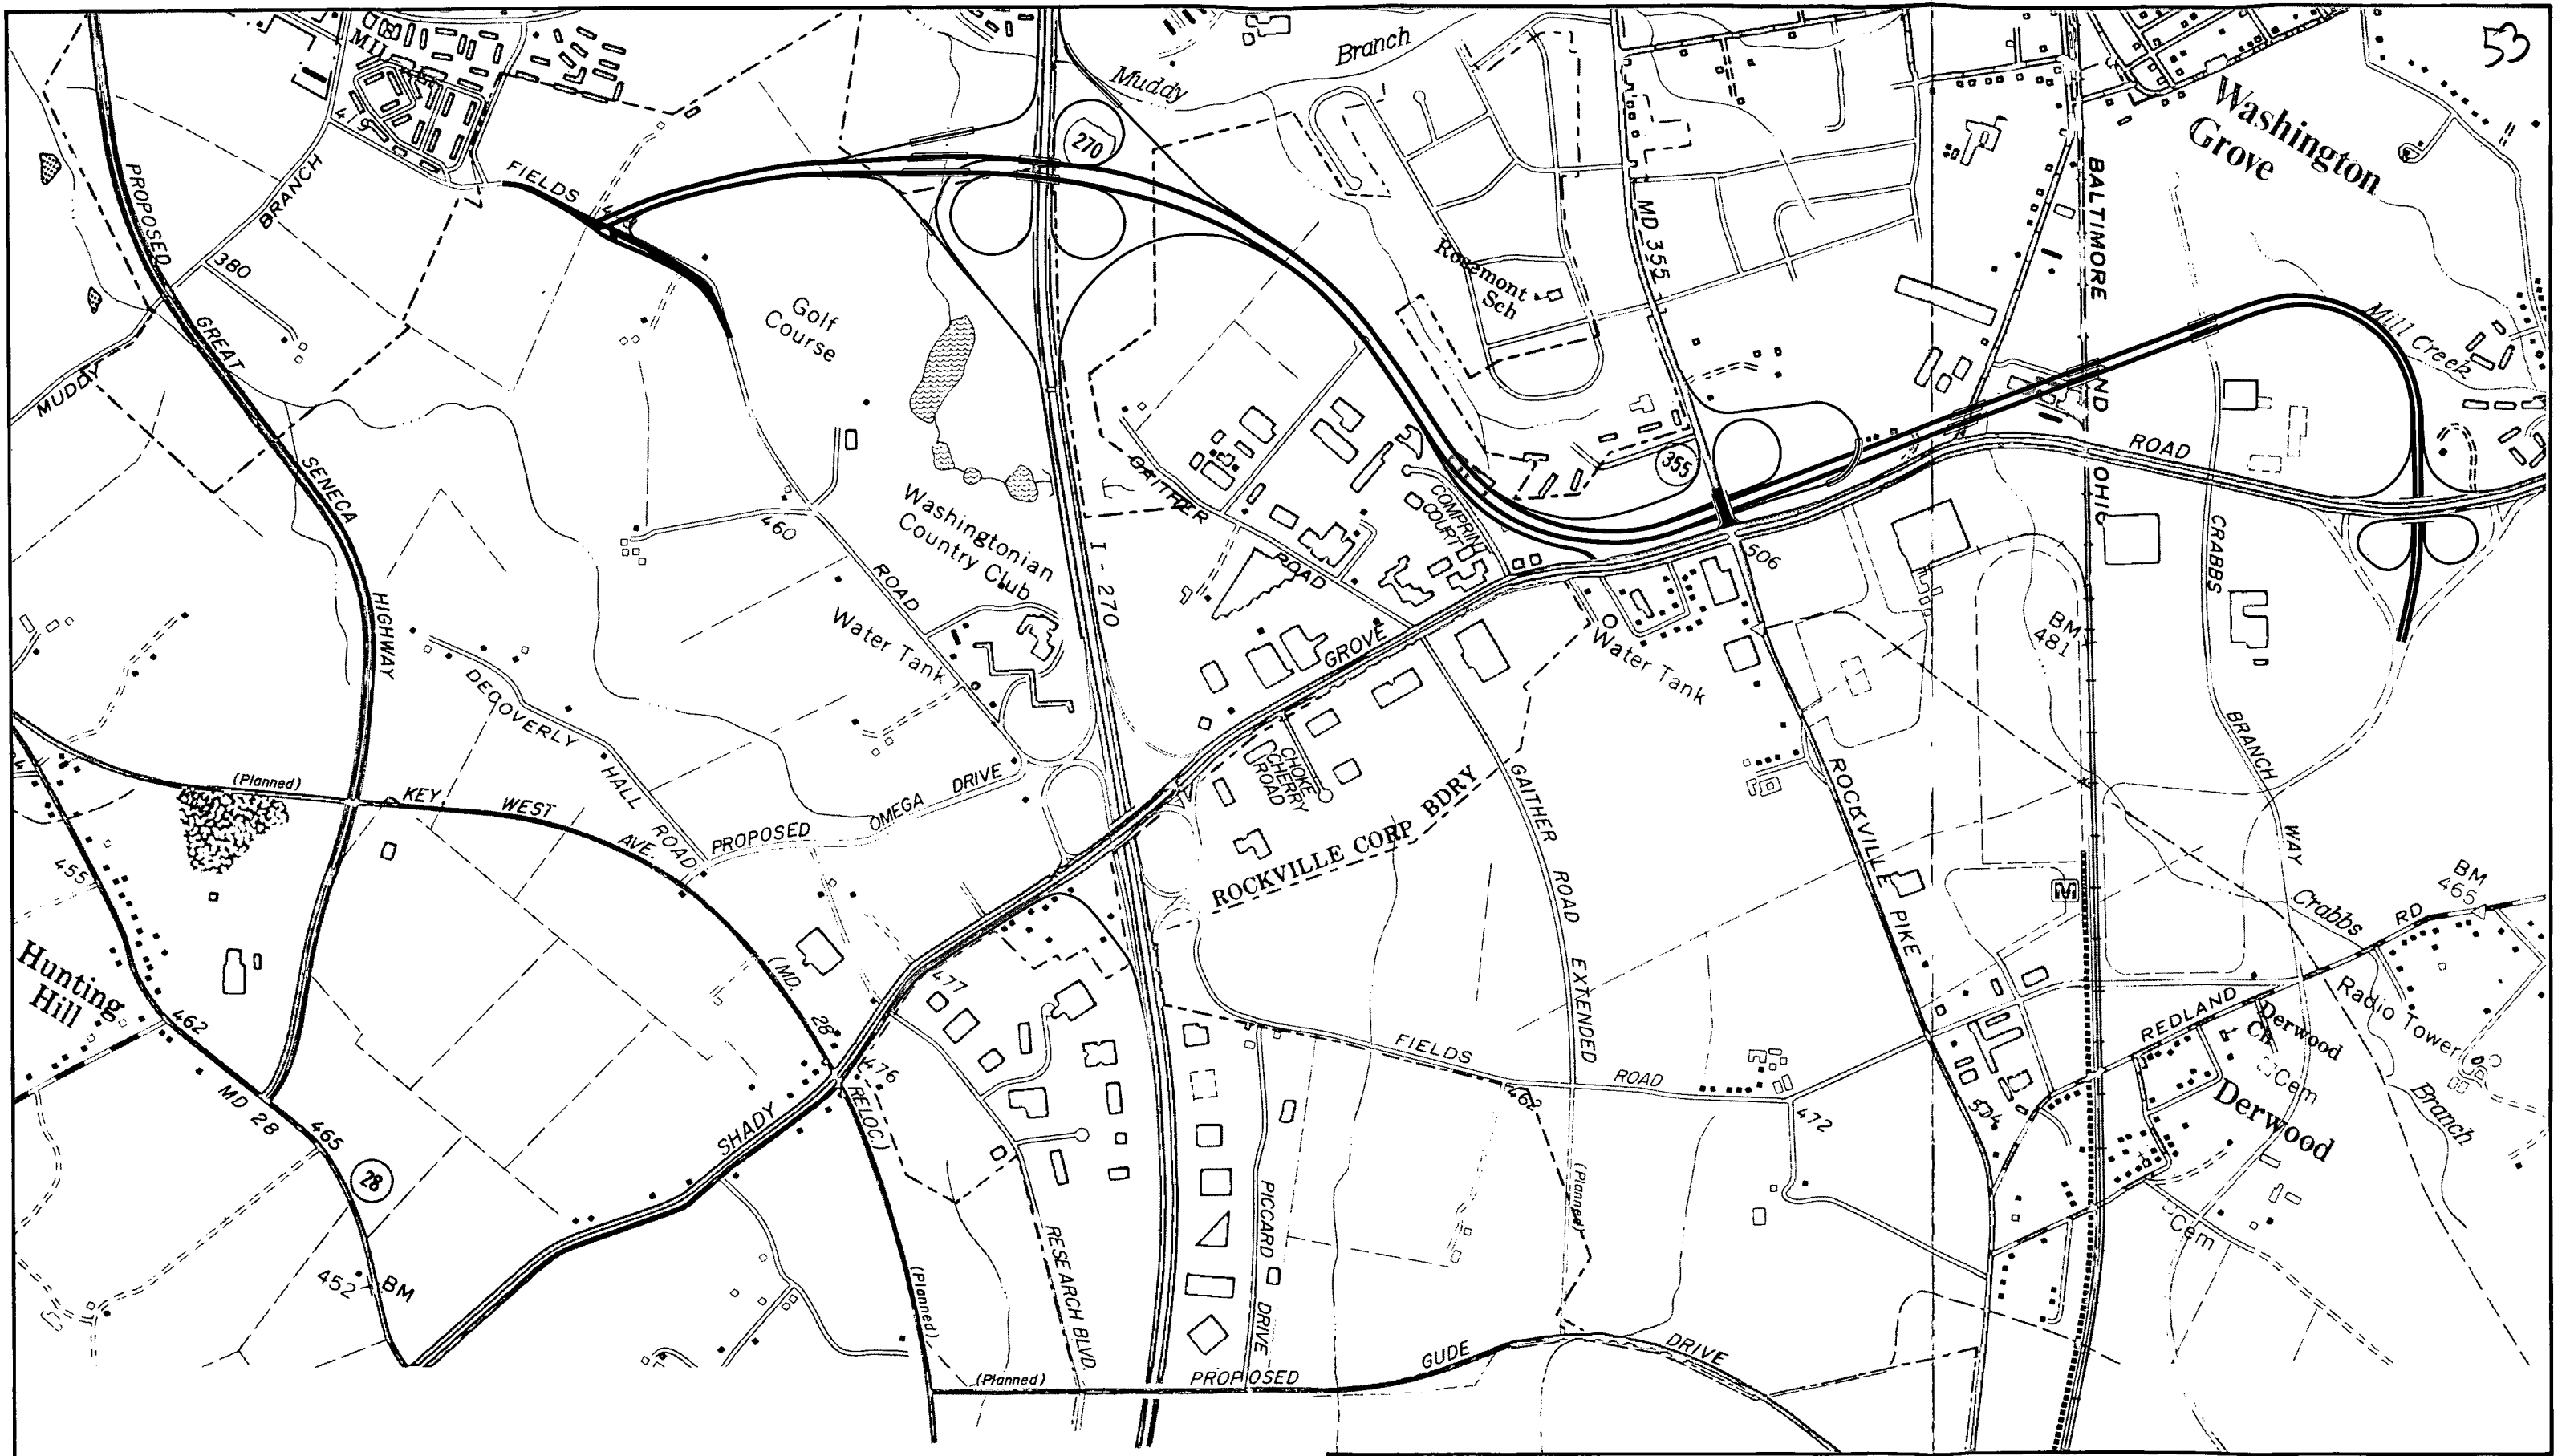 53
MIL
Muddy
Branch
Washington
Grove
270
FIELDS
BRANCH
PROPOSED
380
GREAT
MUDDY
SENECA
HIGHWAY
Golf
Course
MD 355
Rosemont
Sch
BALTIMORE
AND
OHIO
Mill Creek
355
ROAD
GAITHER
ROAD
COMPRINT
COURT
460
ROAD
Washingtonian
Country Club
Water Tank
I - 270
506
Water Tank
GROVE
CRABBS
BRANCH
WAY
BM
481
DECOVERLY
HALL
ROAD
(Planned)
KEY
WEST
AVE.
PROPOSED
OMEGA
DRIVE
CHOKE
CHERRY
ROAD
ROCKVILLE CORP BDRY
GAITHER
ROAD
EXTENDED
(Planned)
ROCKVILLE
PIKE
M
BM
465
Crabbs
Branch
RD
REDLAND
Radio Tower
Derwood
Ch
Cem
Derwood
Cem
455
Hunting
Hill
462
MD 28
465
28
452
BM
(MD.
28
RELOC.)
477
476
SHADY
FIELDS
ROAD
462
472
504
(Planned)
RESEARCH BLVD.
PICCARD
DRIVE
(Planned)
PROPOSED
GUDE
DRIVE